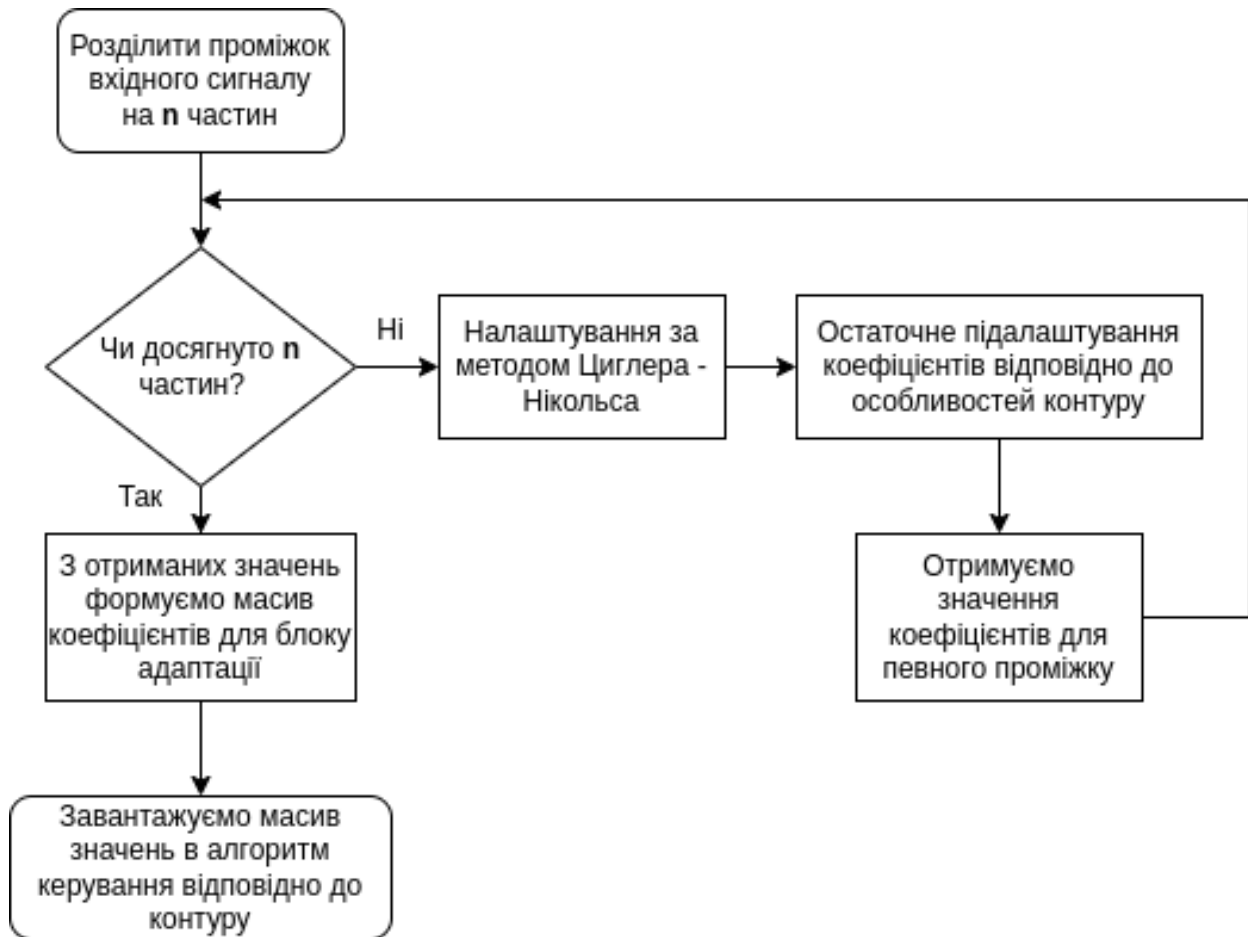 Розділити проміжок
вхідного сигналу
на n частин
Чи досягнуто n
частин?
Ні
Налаштування за
методом Циглера -
Нікольса
Остаточне підалаштування
коефіцієнтів відповідно до
особливостей контуру
Так
З отриманих значень
формуємо масив
коефіцієнтів для блоку
адаптації
Отримуємо
значення
коефіцієнтів для
певного проміжку
Завантажуємо масив
значень в алгоритм
керування відповідно до
контуру